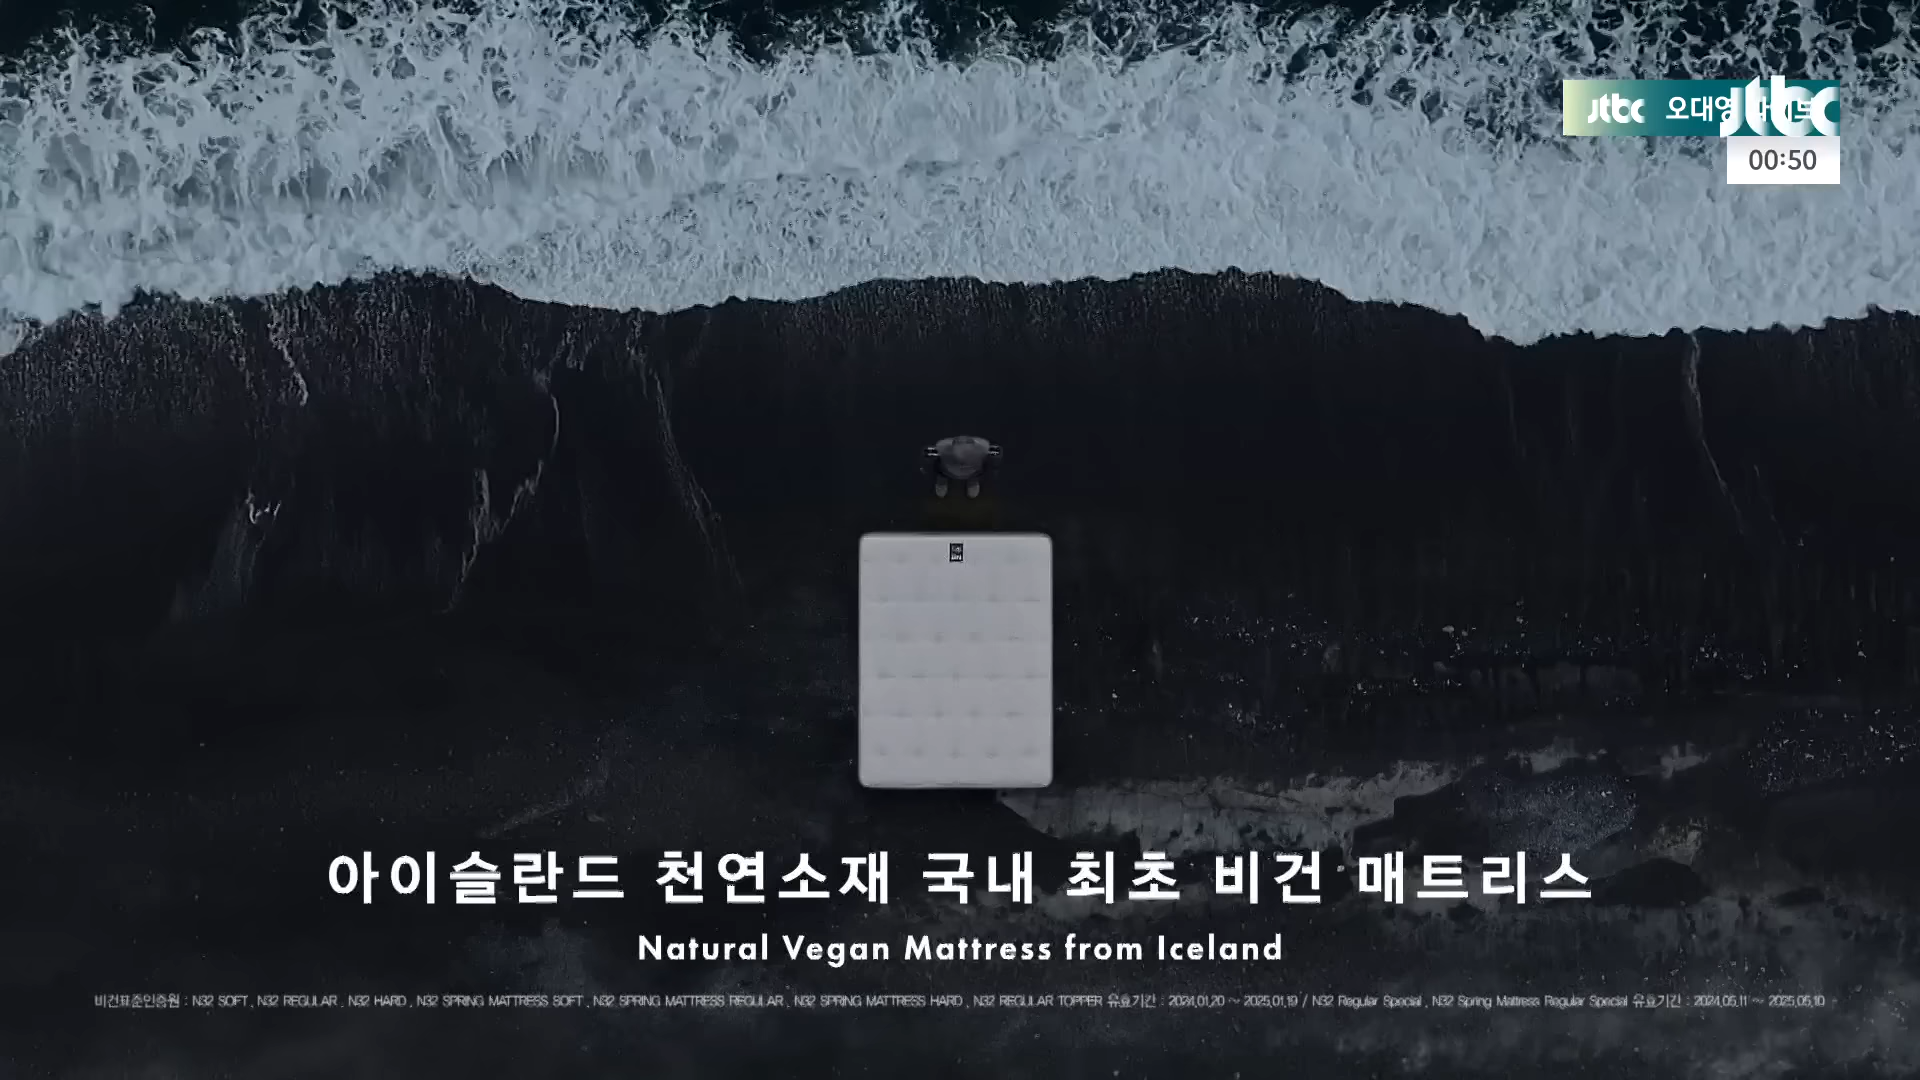 jtbc 오대영
jtbc
00:50
아이슬란드 천연소재 국내 최초 비건 매트리스
Natural Vegan Mattress from Iceland
비건표준인증원 : N32 SOFT , N32 REGULAR , N32 HARD , N32 SPRING MATTRESS SOFT , N32 SPRING MATTRESS REGULAR , N32 SPRING MATTRESS HARD , N32 REGULAR TOPPER 유효기간 : 2024.01.20 ~ 2025.01.19 / N32 Regular Special , N32 Spring Mattress Regular Special 유효기간 : 2024.05.11 ~ 2025.05.10